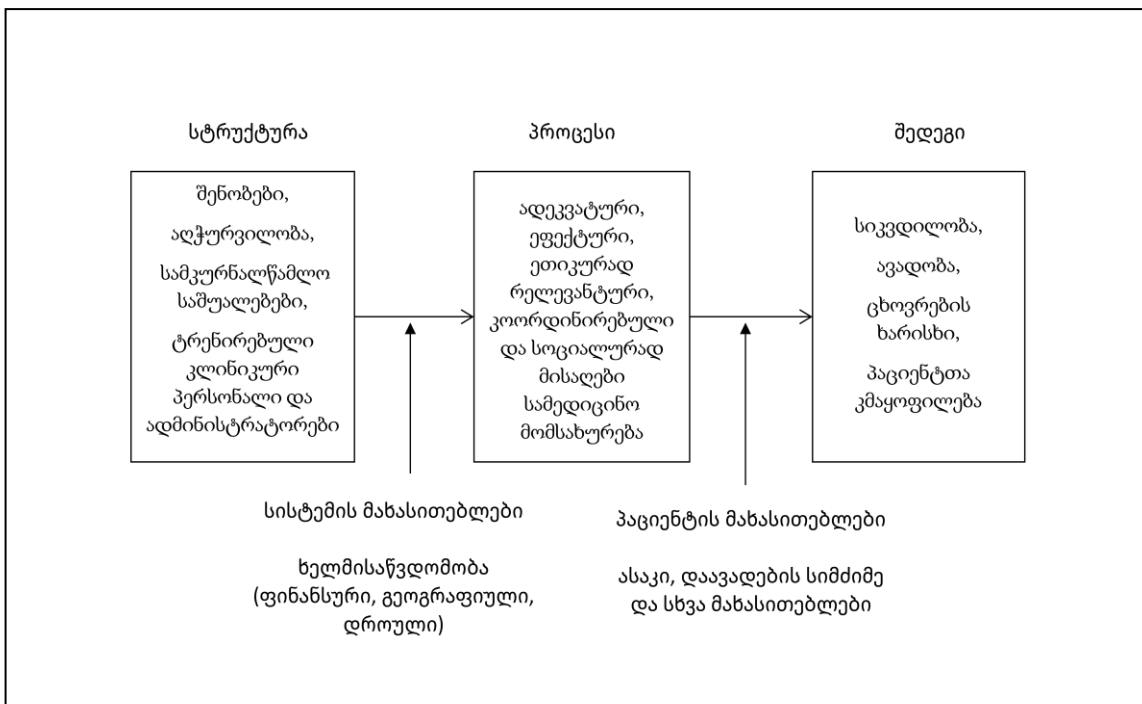 სტრუქტურა
შენობები,
აღჭურვილობა,
სამკურნალწამლო
საშუალებები,
ტრენირებული
კლინიკური
პერსონალი და
ადმინისტრატორები
პროცესი
ადეკვატური,
ეფექტური,
ეთიკურად
რელევანტური,
კოორდინირებული
და სოციალურად
მისაღები
სამედიცინო
მომსახურება
შედეგი
სიკვდილობა,
ავადობა,
ცხოვრების
ხარისხი,
პაციენტთა
კმაყოფილება
სისტემის მახასითებლები
ხელმისაწვდომობა
(ფინანსური, გეოგრაფიული,
დროული)
პაციენტის მახასითებლები
ასაკი, დაავადების სიმძიმე
და სხვა მახასითებლები